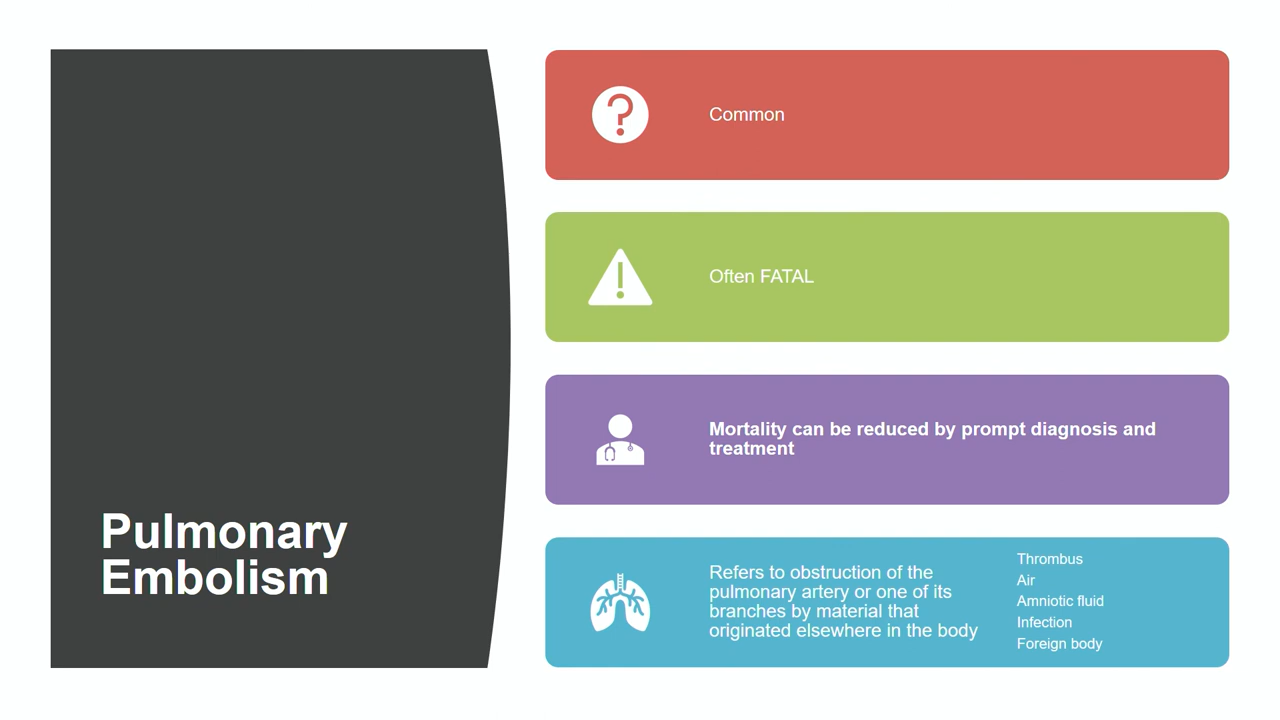 Pulmonary
Embolism
Common
Often FATAL
Mortality can be reduced by prompt diagnosis and
treatment
Refers to obstruction of the
pulmonary artery or one of its
branches by material that
originated elsewhere in the body
Thrombus
Air
Amniotic fluid
Infection
Foreign body